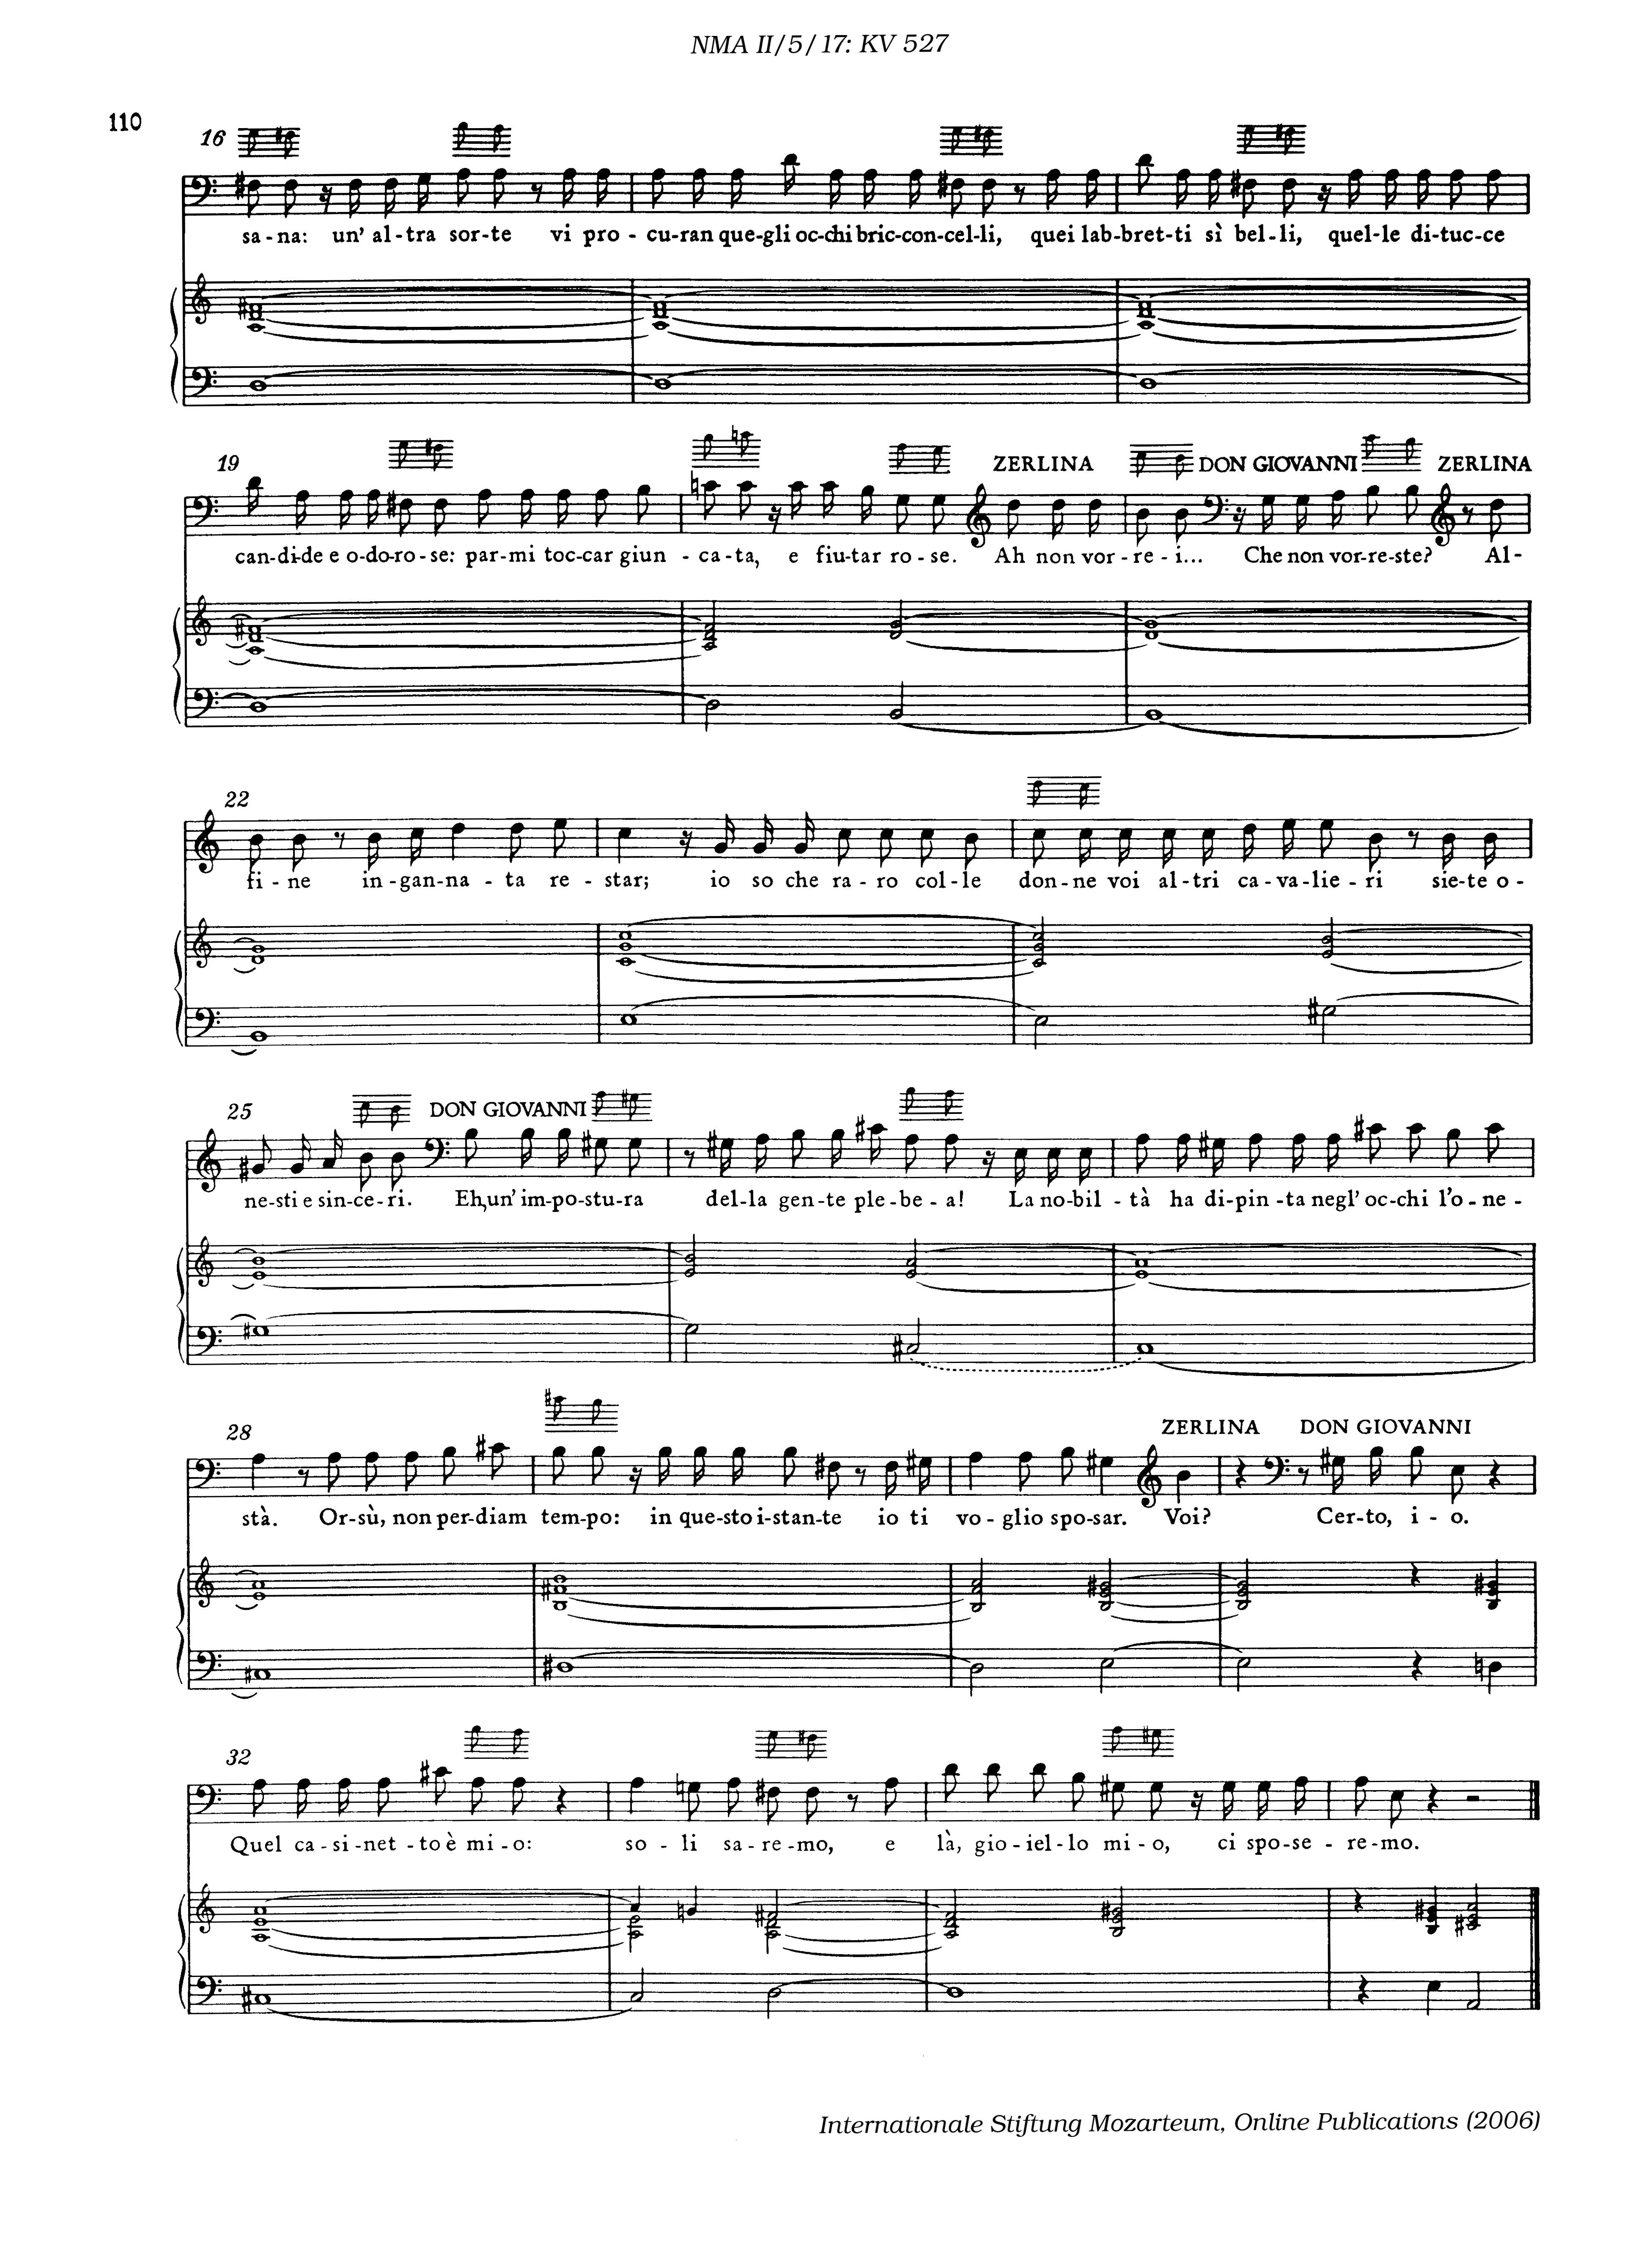 NMA II/5/17: KV 527
110
16
sa-na: un' al-tra sor-te vi pro-cu-ran que-gli oc-chi bric-con-cel-li, quei lab-bret-ti sì bel-li, quel-le di-tuc-ce
19
ZERLINA DON GIOVANNI ZERLINA
can-di-de e o-do-ro-se: par-mi toc-car giun-ca-ta, e fiu-tar ro-se. Ah non vor-re-i... Che non vor-re-ste? Al-
22
fi-ne in-gan-na-ta re-star; io so che ra-ro col-le don-ne voi al-tri ca-va-lie-ri sie-te o-
25
DON GIOVANNI
ne-sti e sin-ce-ri. Eh, un' im-po-stu-ra del-la gen-te ple-be-a! La no-bil-tà ha di-pin-ta negl' oc-chi l'o-ne-
28
ZERLINA DON GIOVANNI
stà. Or-sù, non per-diam tem-po: in que-sto i-stan-te io ti vo-glio spo-sar. Voi? Cer-to, i-o.
32
Quel ca-si-net-to è mi-o: so-li sa-re-mo, e là, gio-iel-lo mi-o, ci spo-se-re-mo.
Internationale Stiftung Mozarteum, Online Publications (2006)